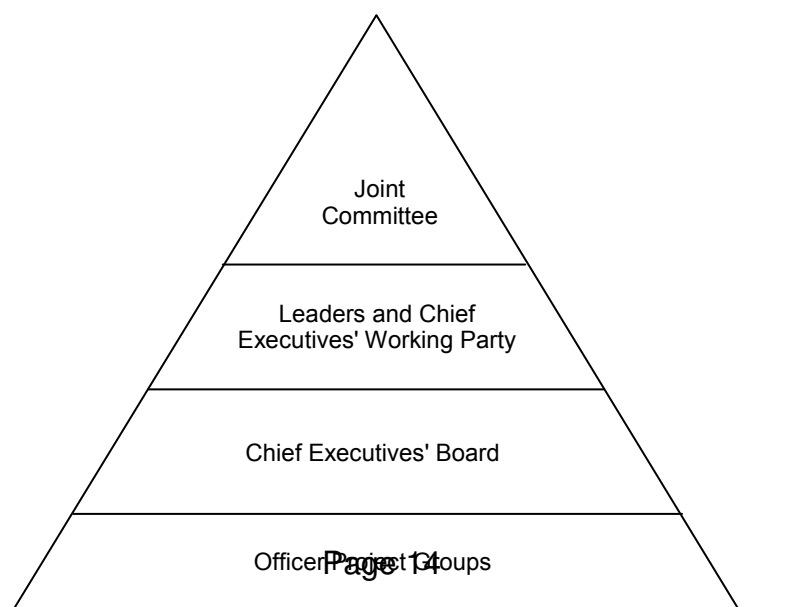 Joint
Committee
Leaders and Chief
Executives' Working Party
Chief Executives' Board
Officer Project Groups
Page 14